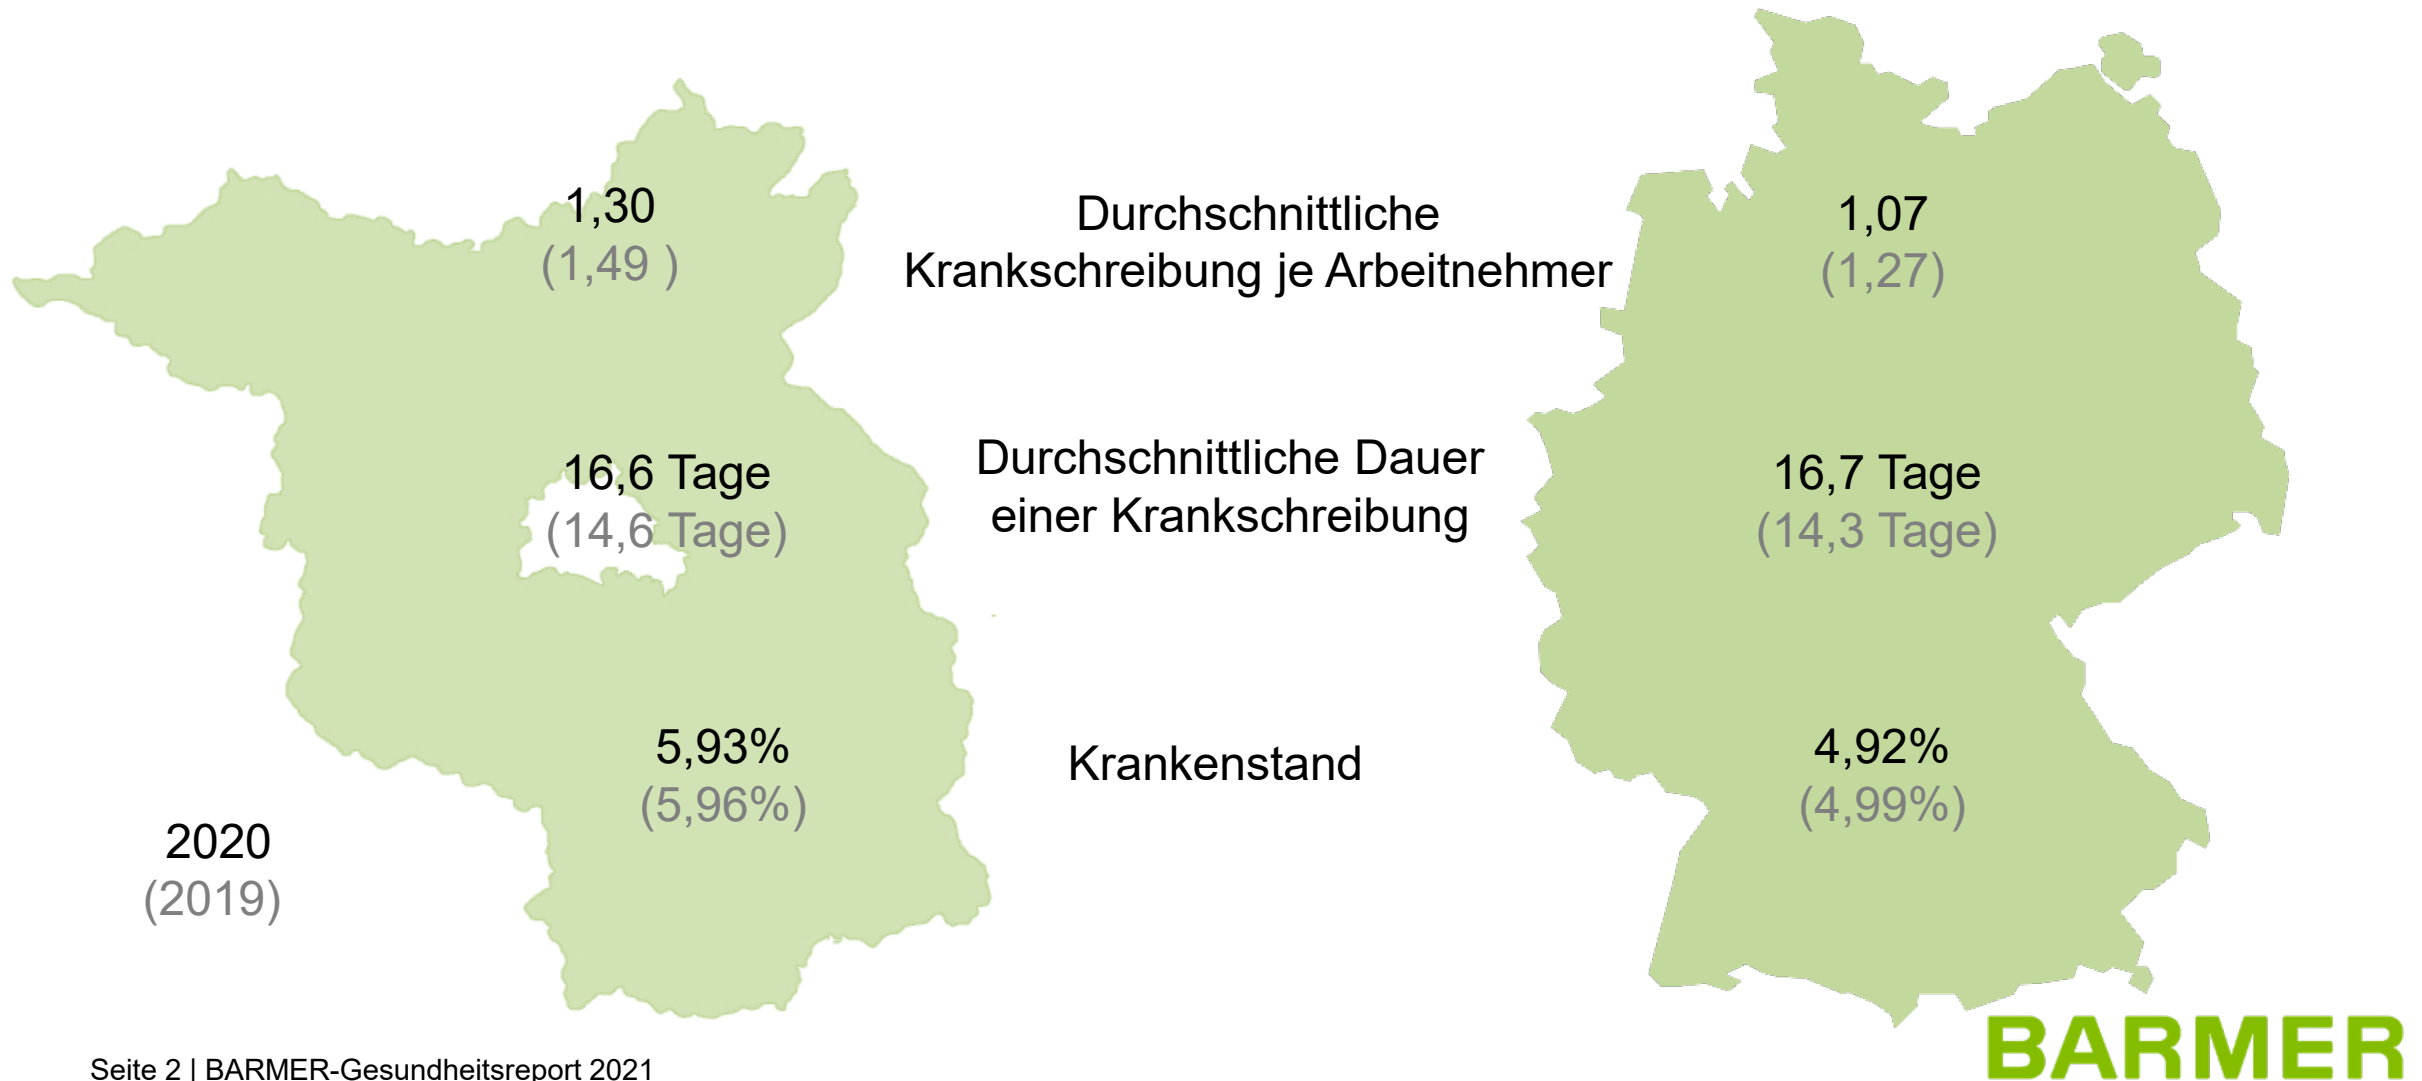 1,30
(1,49 )
Durchschnittliche
Krankschreibung je Arbeitnehmer
1,07
(1,27)
16,6 Tage
(14,6 Tage)
Durchschnittliche Dauer
einer Krankschreibung
16,7 Tage
(14,3 Tage)
5,93%
(5,96%)
Krankenstand
4,92%
(4,99%)
2020
(2019)
Seite 2 | BARMER-Gesundheitsreport 2021
BARMER